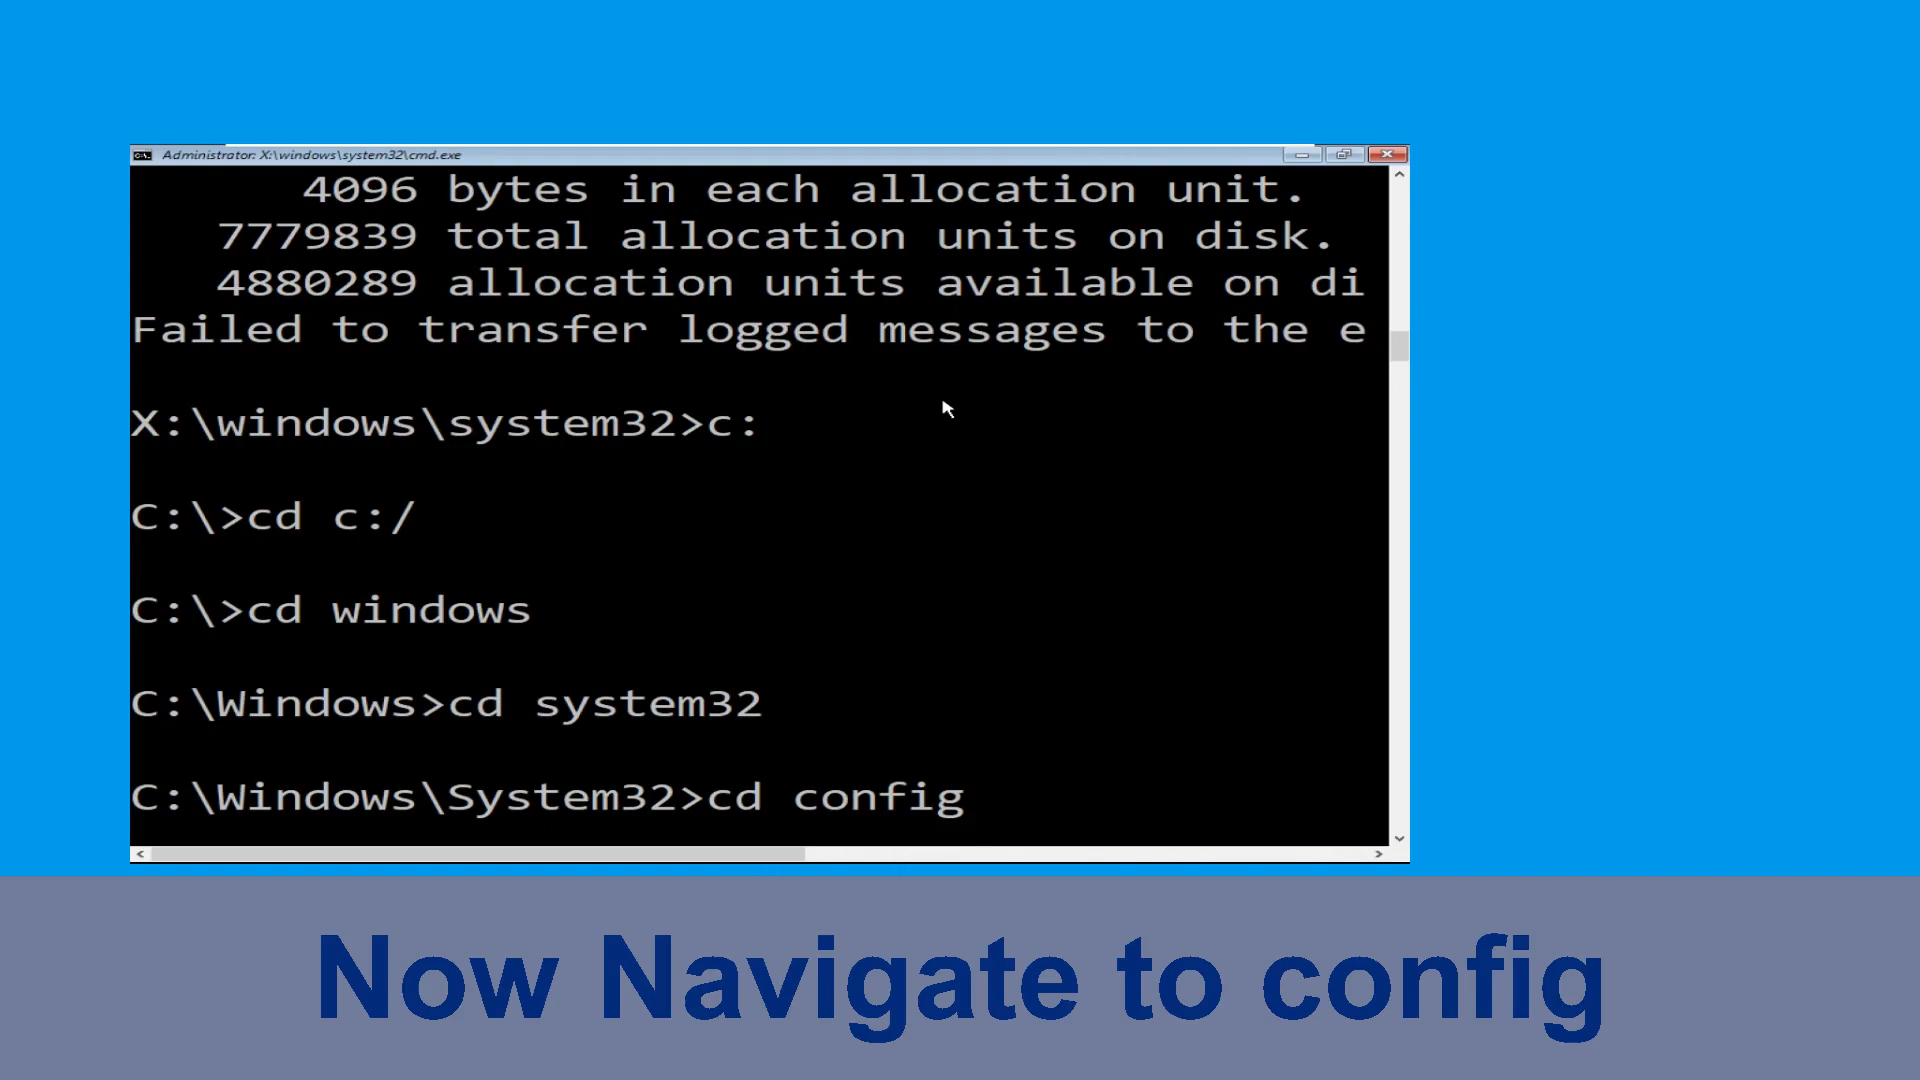 Administrator: X:\windows\system32\cmd.exe
4096 bytes in each allocation unit.
7779839 total allocation units on disk.
4880289 allocation units available on di
Failed to transfer logged messages to the e
X:\windows\system32>c:
C:\>cd c:/
C:\>cd windows
C:\Windows>cd system32
C:\Windows\System32>cd config
Now Navigate to config